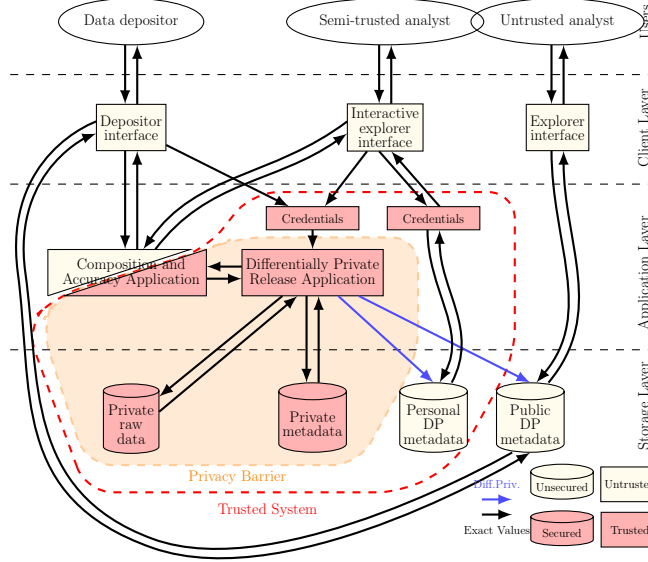 Data depositor
Semi-trusted analyst
Untrusted analyst
Users
Depositor
interface
Interactive
explorer
interface
Explorer
interface
Client Layer
Credentials
Credentials
Composition and
Accuracy Application
Differentially Private
Release Application
Application Layer
Private
raw
data
Private
metadata
Personal
DP
metadata
Public
DP
metadata
Storage Layer
Privacy Barrier
Trusted System
Diff.Priv.
Exact Values
Unsecured
Secured
Untruste
Trusted